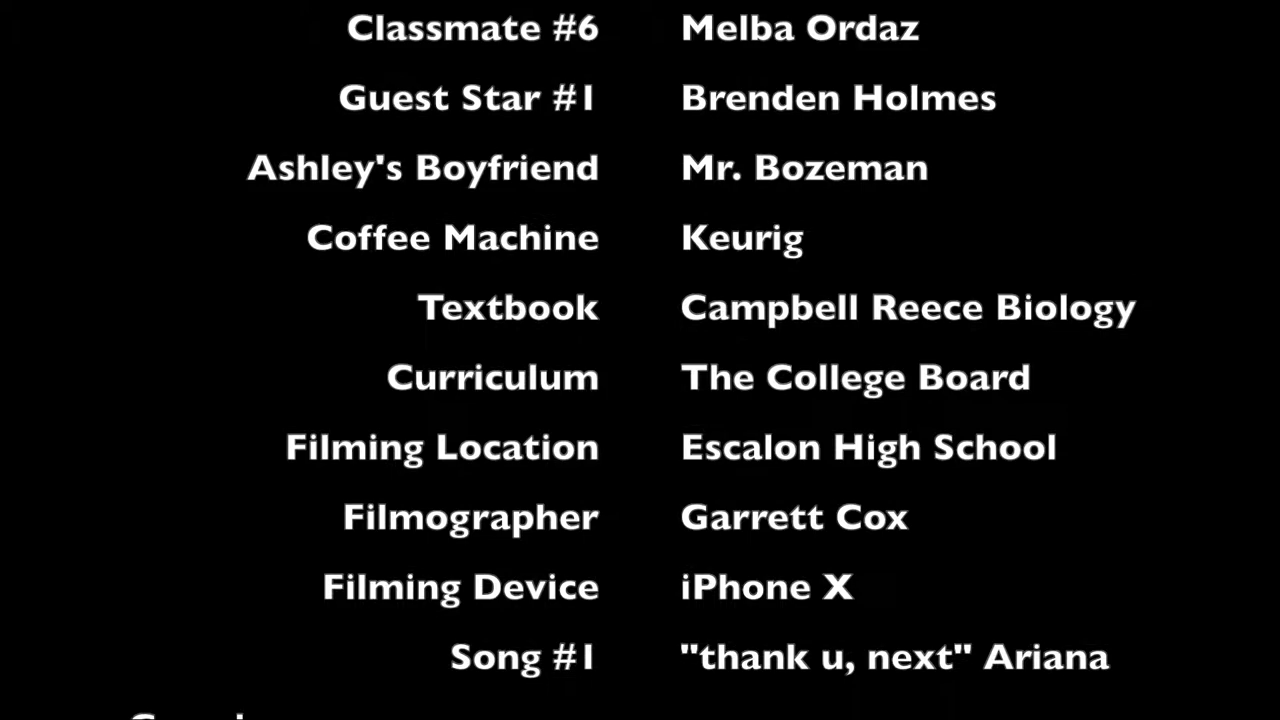 Classmate #6 Melba Ordaz
Guest Star #1 Brenden Holmes
Ashley's Boyfriend Mr. Bozeman
Coffee Machine Keurig
Textbook Campbell Reece Biology
Curriculum The College Board
Filming Location Escalon High School
Filmographer Garrett Cox
Filming Device iPhone X
Song #1 "thank u, next" Ariana